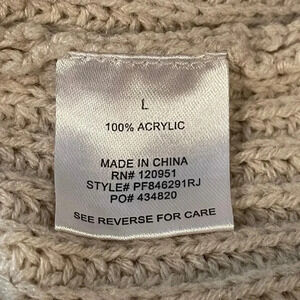 L
100% ACRYLIC
MADE IN CHINA
RN# 120951
STYLE# PF846291RJ
PO# 434820
SEE REVERSE FOR CARE